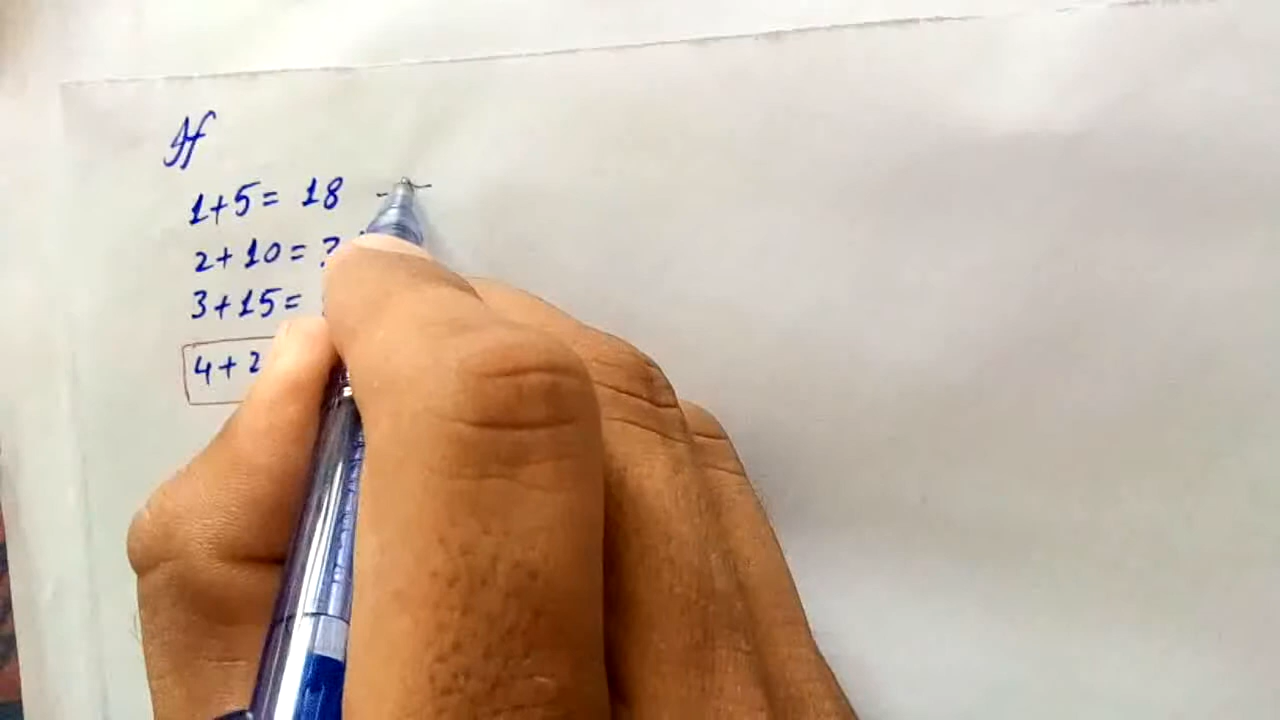 If
1+5= 18
2+10=?
3+15=
4+2